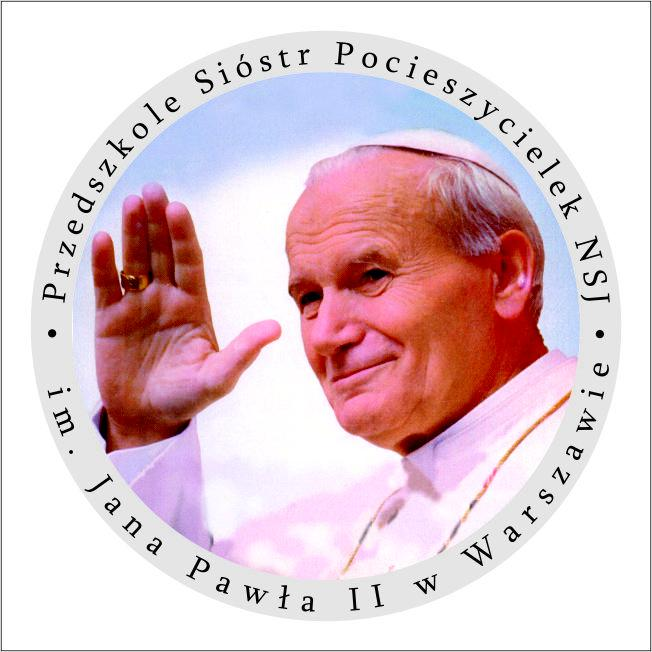 Przedszkole Sióstr Pocieszycielek NSJ
im. Jana Pawła II w Warszawie